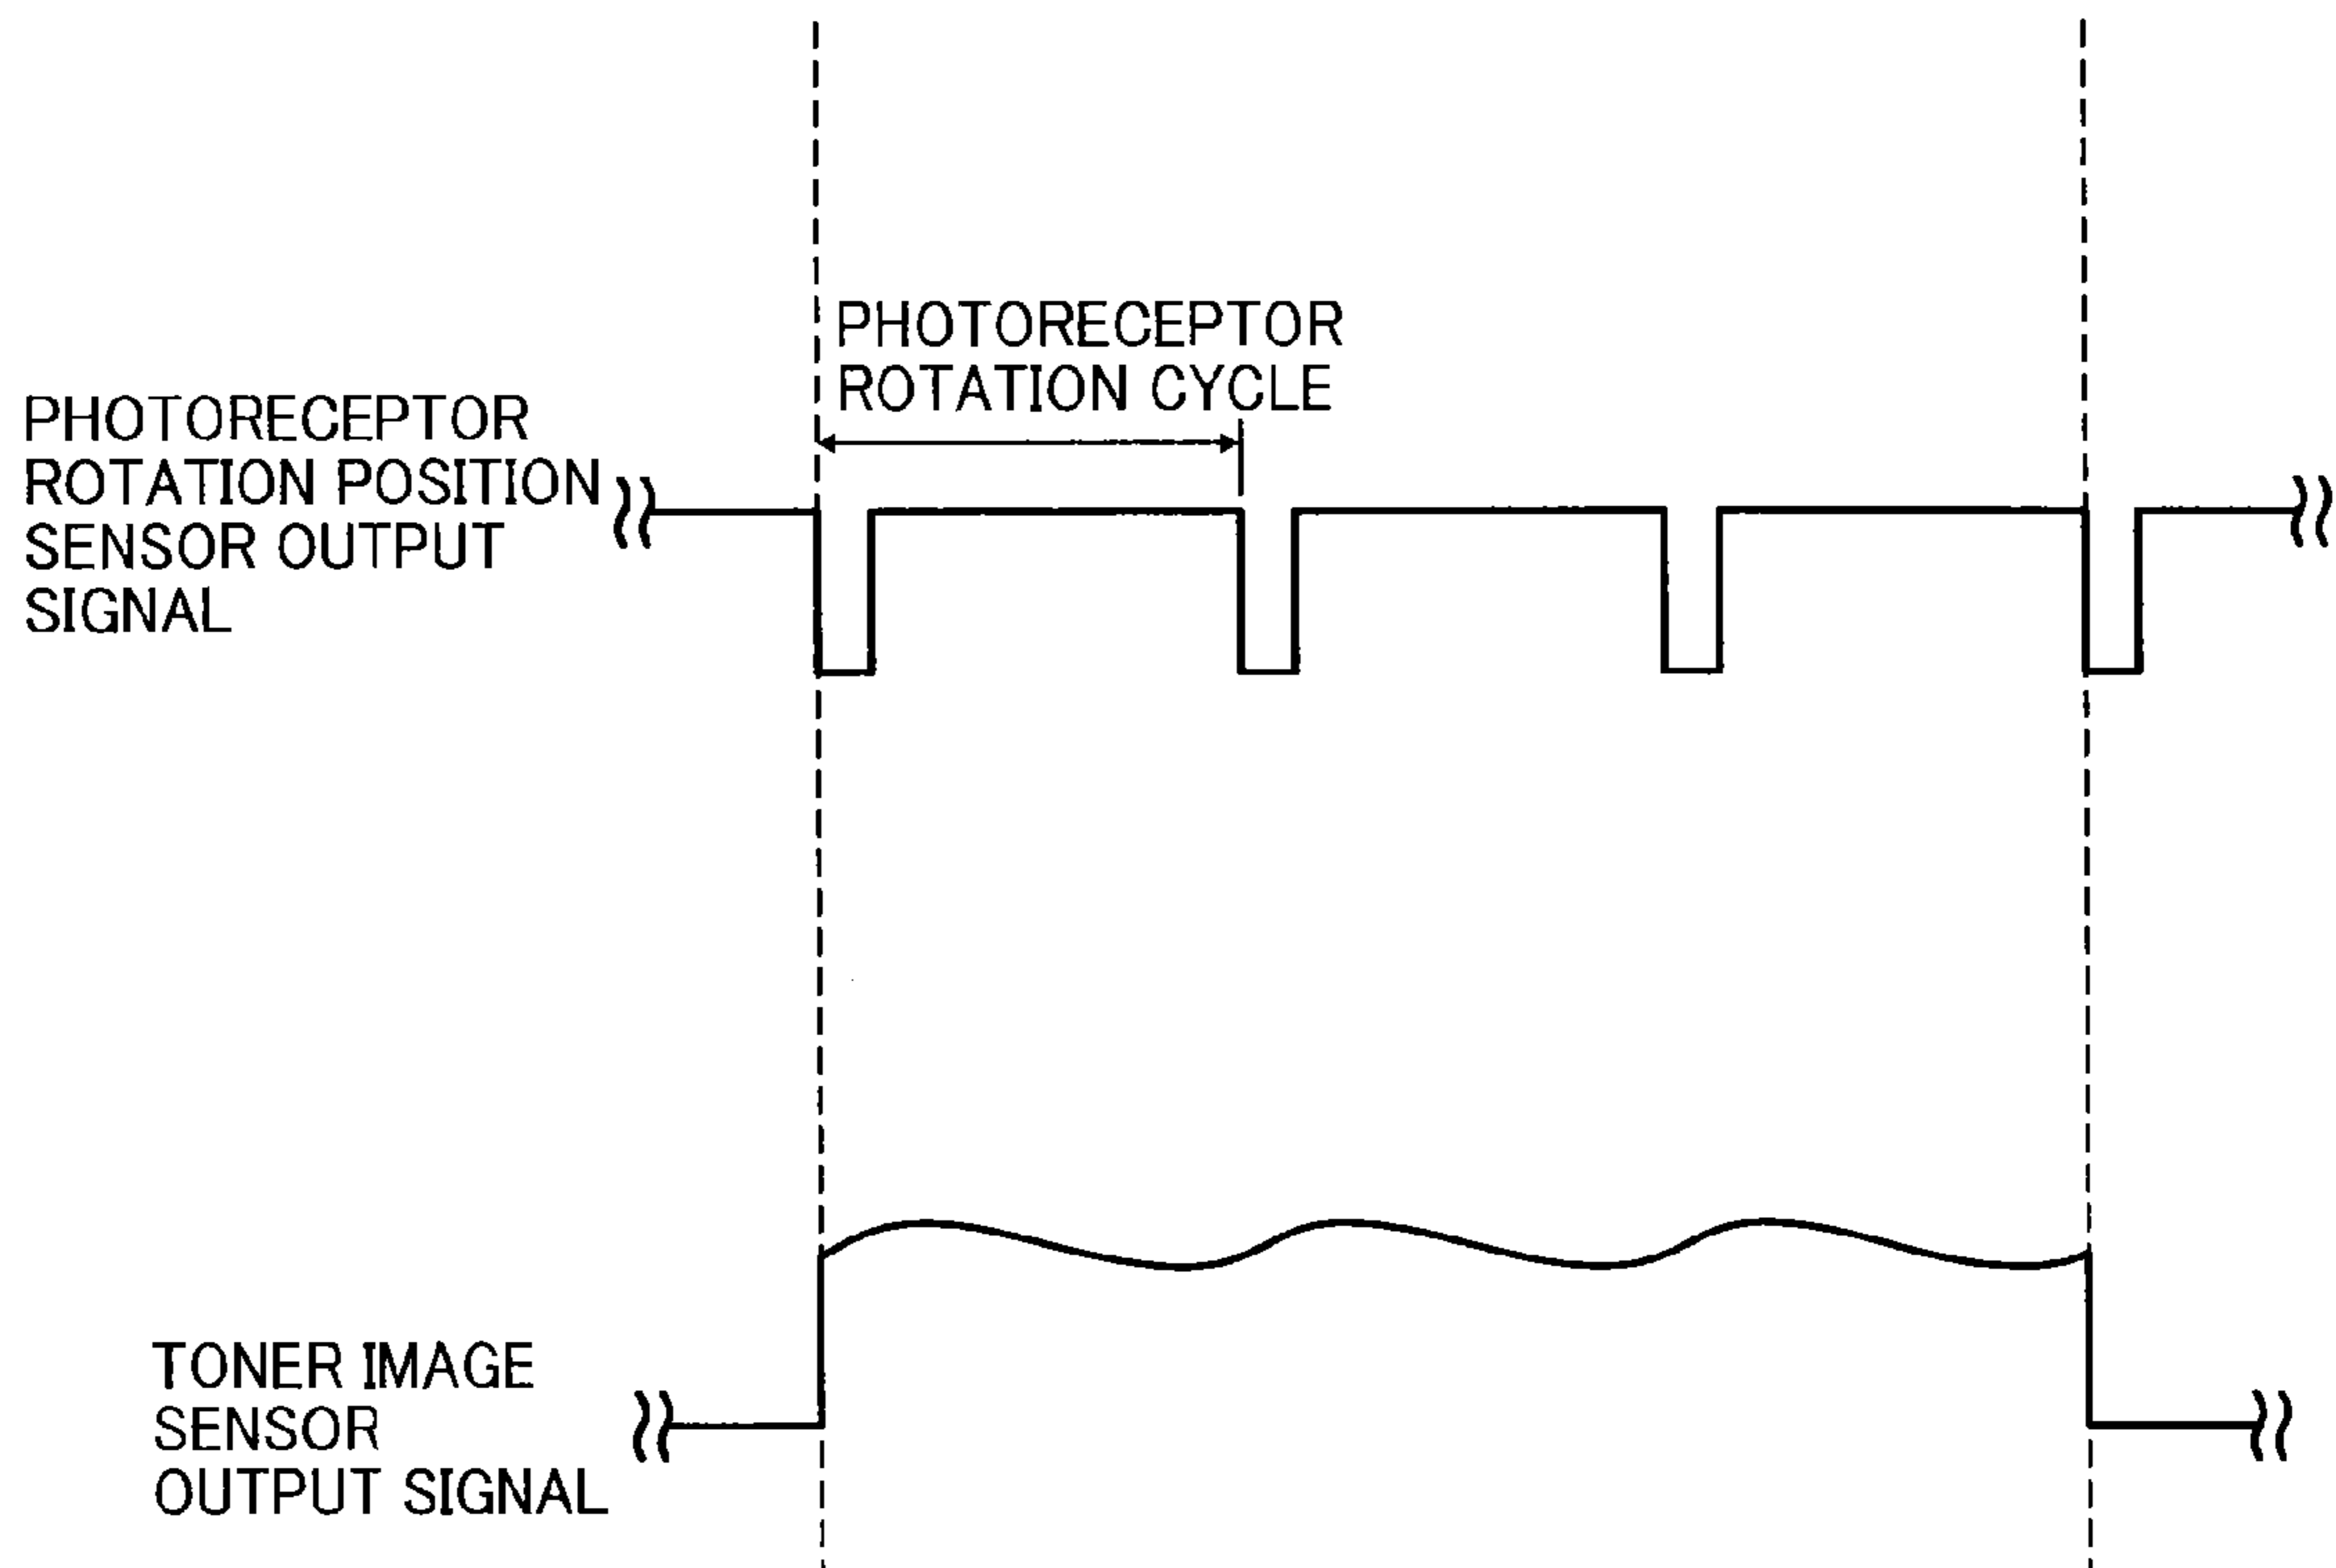 PHOTORECEPTOR
ROTATION CYCLE
PHOTORECEPTOR
ROTATION POSITION
SENSOR OUTPUT
SIGNAL
TONER IMAGE
SENSOR
OUTPUT SIGNAL